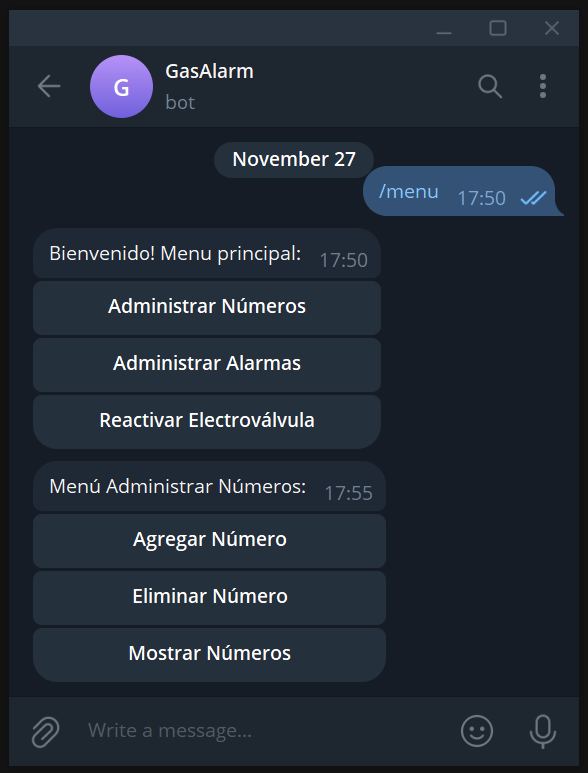 G
GasAlarm
bot
November 27
/menu 17:50
Bienvenido! Menu principal: 17:50
Administrar Números
Administrar Alarmas
Reactivar Electroválvula
Menú Administrar Números: 17:55
Agregar Número
Eliminar Número
Mostrar Números
Write a message...